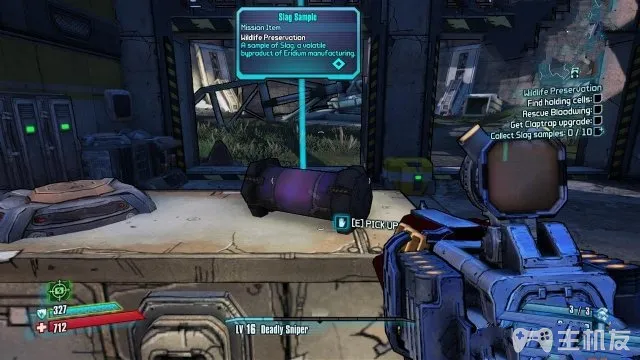 Slag Sample
Mission Item
Wildlife Preservation
A sample of Slag, a volatile
byproduct of Eridium manufacturing.
Wildlife Preservation
Find holding cells:
Rescue Bloodwing:
Get Claptrap upgrade:
Collect Slag samples: 0 / 10
[E] PICK UP
327
712
LV 16 Deadly Sniper
3 / 3
主机友